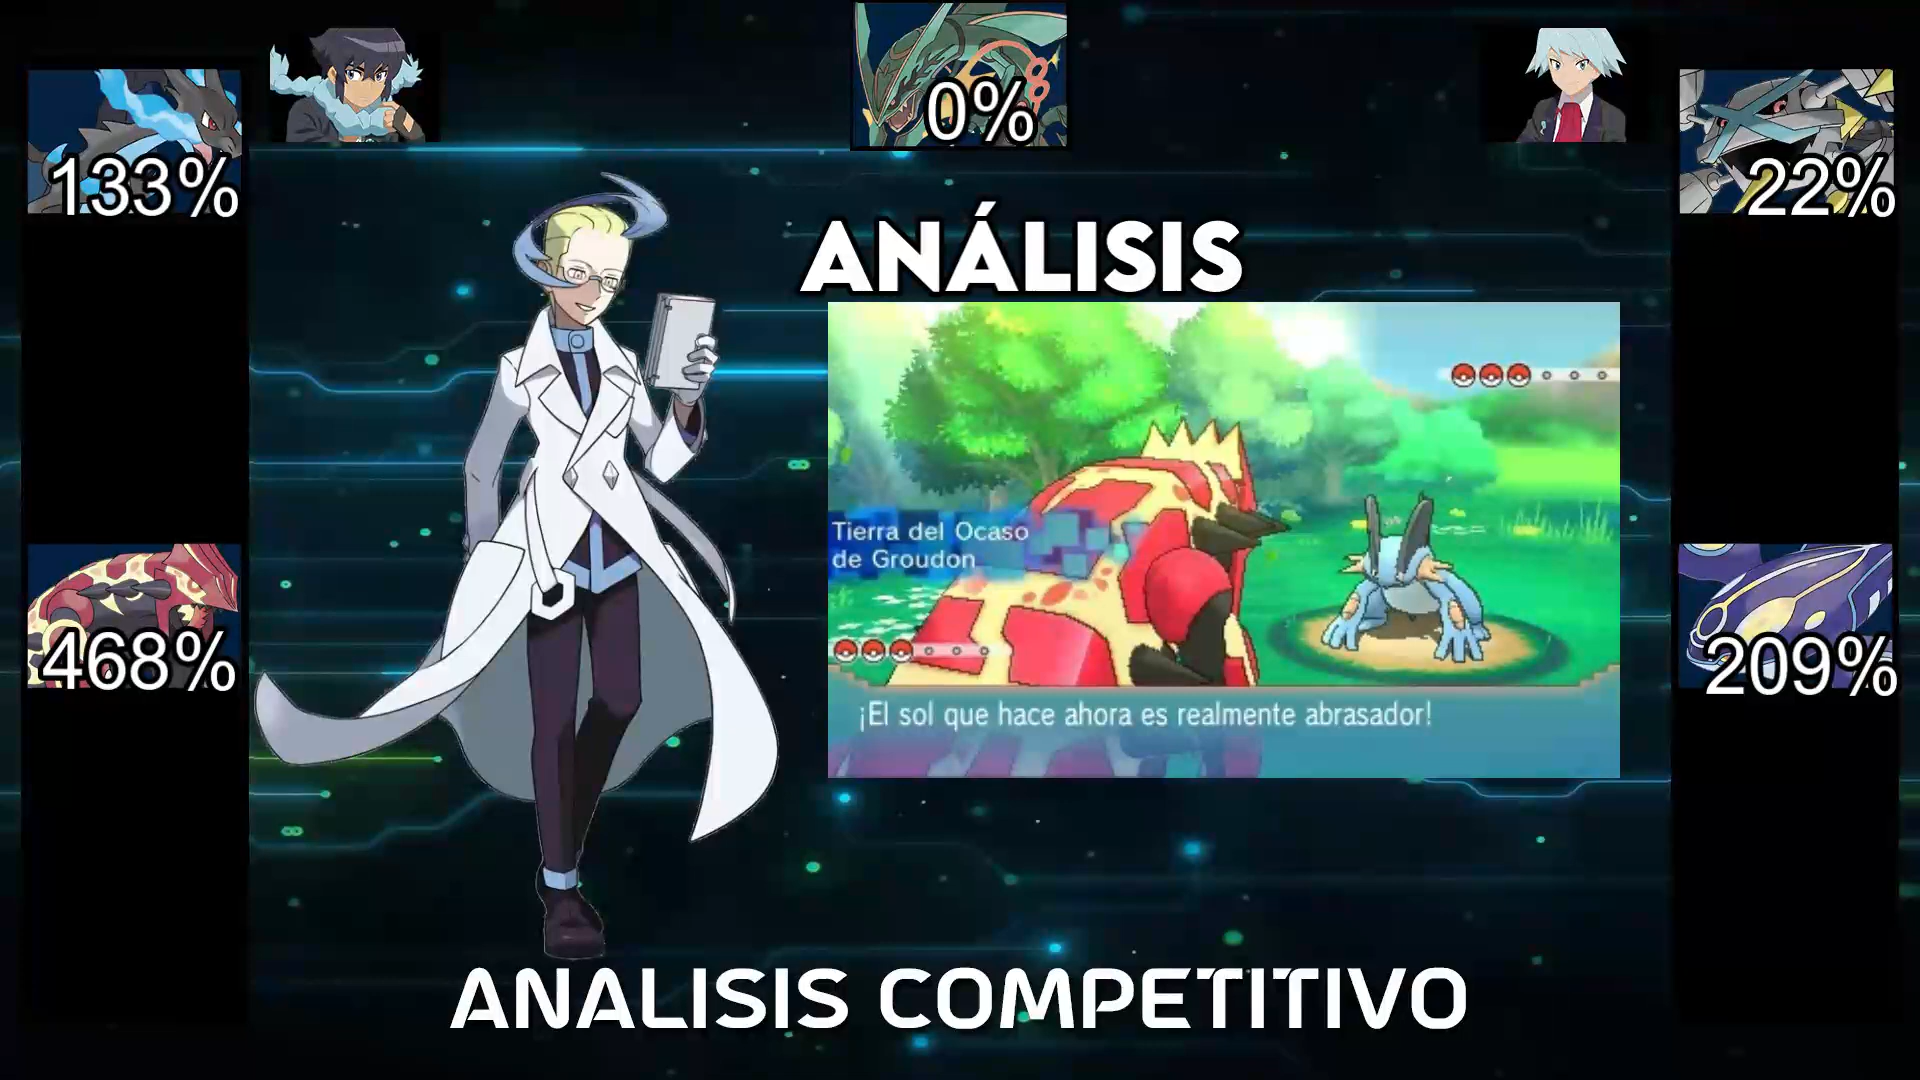 0%
133%
22%
ANÁLISIS
Tierra del Ocaso
de Groudon
468%
209%
¡El sol que hace ahora es realmente abrasador!
ANALISIS COMPETITIVO